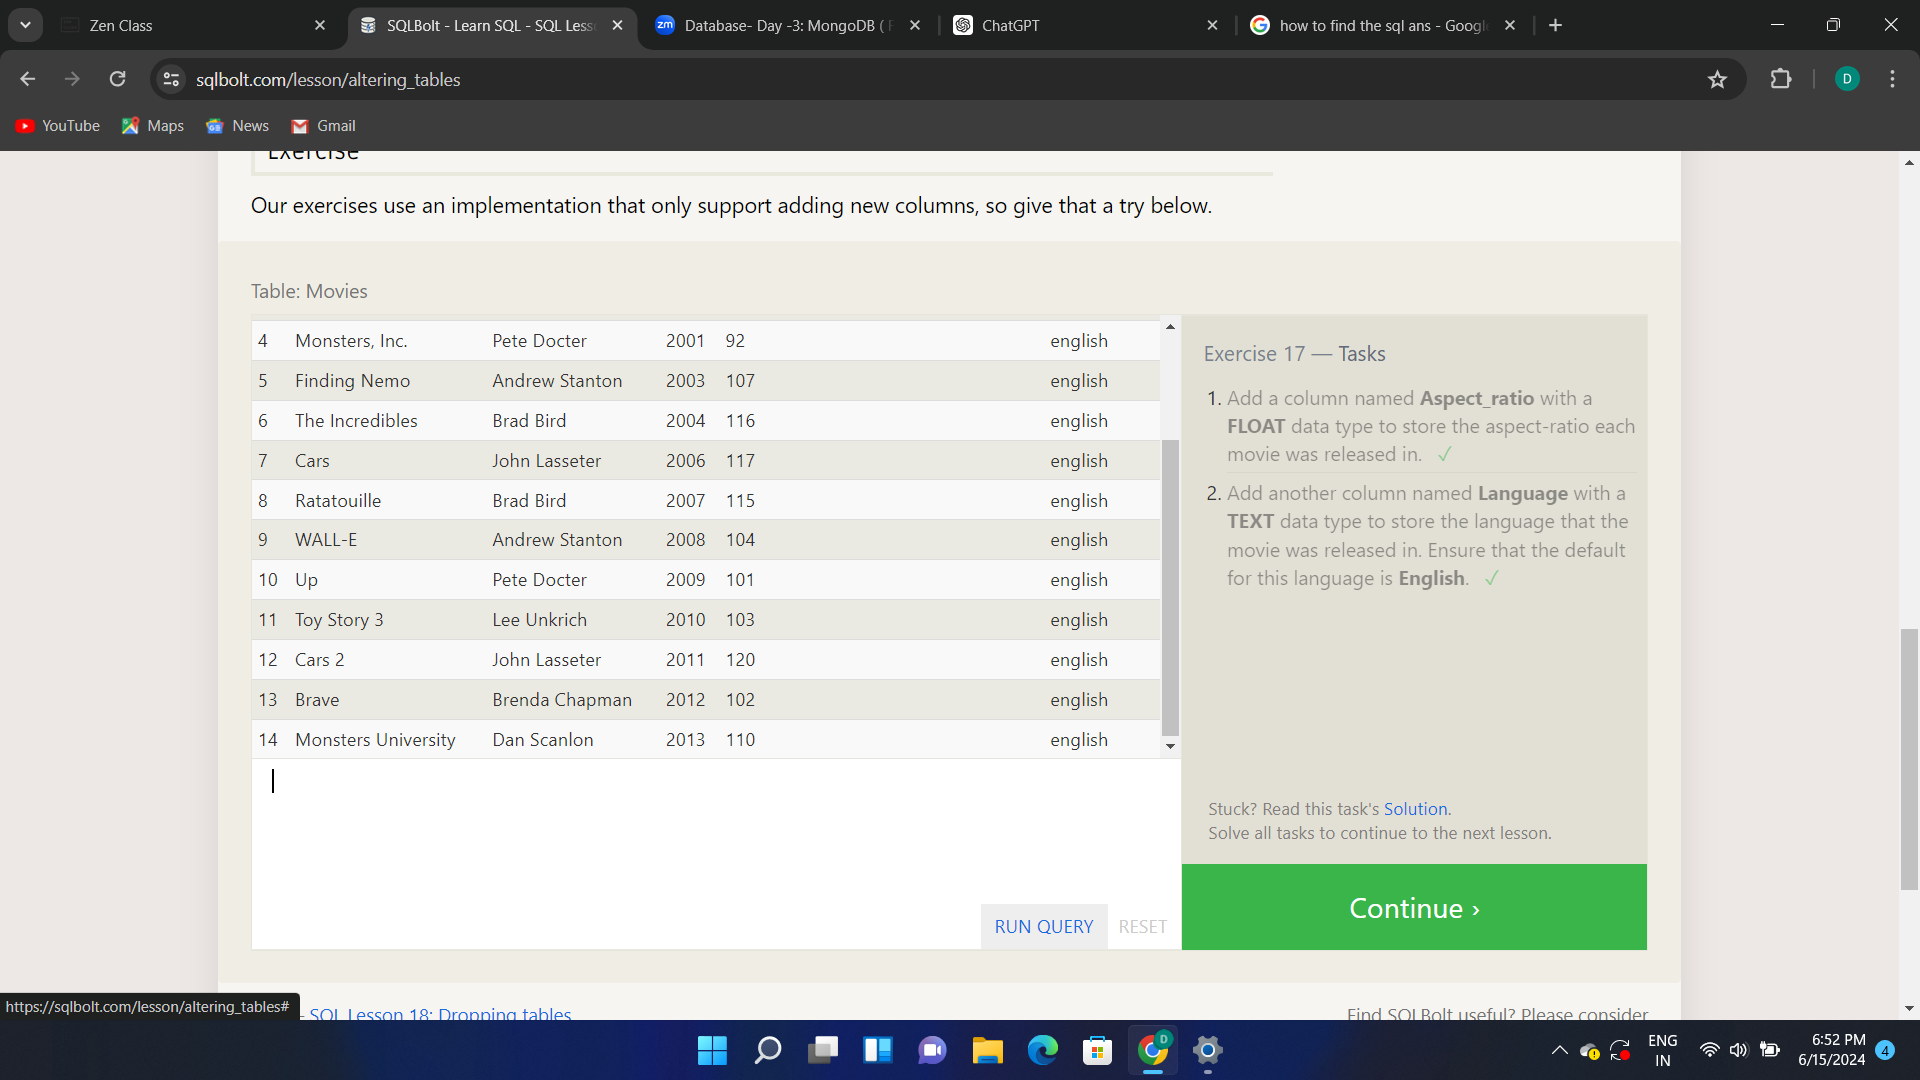 Zen Class
SQLBolt - Learn SQL - SQL Less
Database- Day -3: MongoDB (
ChatGPT
how to find the sql ans - Googl
sqlbolt.com/lesson/altering_tables
D
YouTube
Maps
News
Gmail
Exercise
Our exercises use an implementation that only support adding new columns, so give that a try below.
Table: Movies
4 Monsters, Inc. Pete Docter 2001 92 english
5 Finding Nemo Andrew Stanton 2003 107 english
6 The Incredibles Brad Bird 2004 116 english
7 Cars John Lasseter 2006 117 english
8 Ratatouille Brad Bird 2007 115 english
9 WALL-E Andrew Stanton 2008 104 english
10 Up Pete Docter 2009 101 english
11 Toy Story 3 Lee Unkrich 2010 103 english
12 Cars 2 John Lasseter 2011 120 english
13 Brave Brenda Chapman 2012 102 english
14 Monsters University Dan Scanlon 2013 110 english
RUN QUERY RESET
Exercise 17 — Tasks
1. Add a column named Aspect_ratio with a
FLOAT data type to store the aspect-ratio each
movie was released in. ✓
2. Add another column named Language with a
TEXT data type to store the language that the
movie was released in. Ensure that the default
for this language is English. ✓
Stuck? Read this task's Solution.
Solve all tasks to continue to the next lesson.
Continue ›
https://sqlbolt.com/lesson/altering_tables#
– SQL Lesson 18: Dropping tables
Find SQLBolt useful? Please consider
zm
D
ENG
IN
6:52 PM
6/15/2024
4